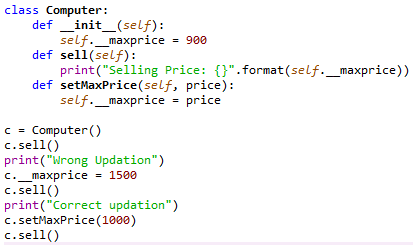 class Computer:
    def __init__(self):
        self.__maxprice = 900
    def sell(self):
        print("Selling Price: {}".format(self.__maxprice))
    def setMaxPrice(self, price):
        self.__maxprice = price

c = Computer()
c.sell()
print("Wrong Updation")
c.__maxprice = 1500
c.sell()
print("Correct updation")
c.setMaxPrice(1000)
c.sell()